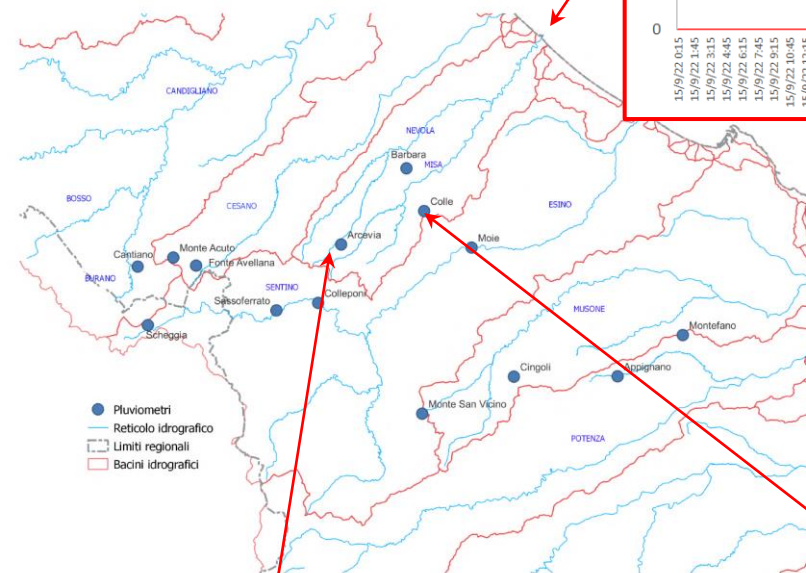 0
15/9/22 0:15
15/9/22 1:45
15/9/22 3:15
15/9/22 4:45
15/9/22 6:15
15/9/22 7:45
15/9/22 9:15
15/9/22 10:45
CANDIGLIANO
NEVOLA
Barbara
MISA
BOSSO
CESANO
Colle
ESINO
Arcevia
Moie
Monte Acuto
Cantiano
Fonte Avellana
BURANO
SENTINO
Colleponi
Sassoferrato
MUSONE
Scheggia
Montefano
Cingoli
Appignano
Monte San Vicino
Pluviometri
Reticolo idrografico
Limiti regionali
Bacini idrografici
POTENZA